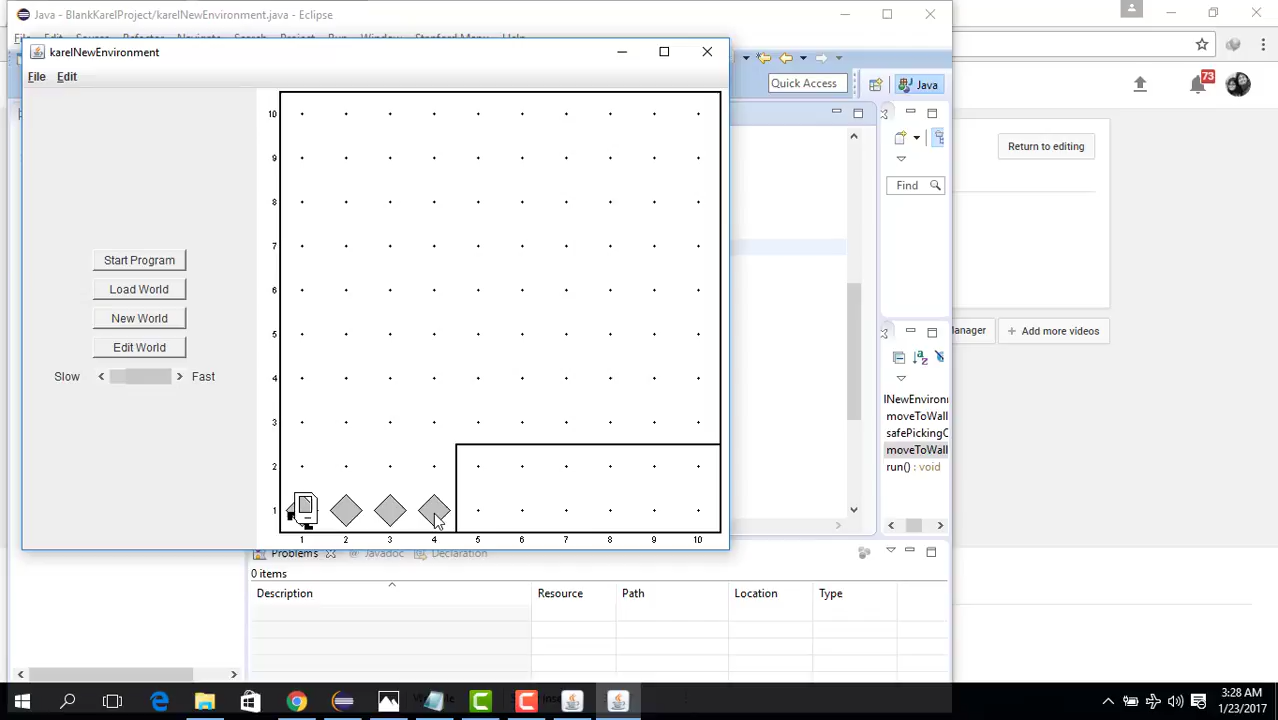 Java - BlankKarelProject/karelNewEnvironment.java - Eclipse
karelNewEnvironment
File Edit
Quick Access
Java
73
Return to editing
10
9
8
7
6
5
4
3
2
1
1 2 3 4 5 6 7 8 9 10
Start Program
Load World
New World
Edit World
Slow
Fast
Find
Manager
+ Add more videos
lNewEnvironm
moveToWall
safePickingC
moveToWall
run() : void
Problems
Javadoc
Declaration
0 items
Description Resource Path Location Type
3:28 AM
1/23/2017